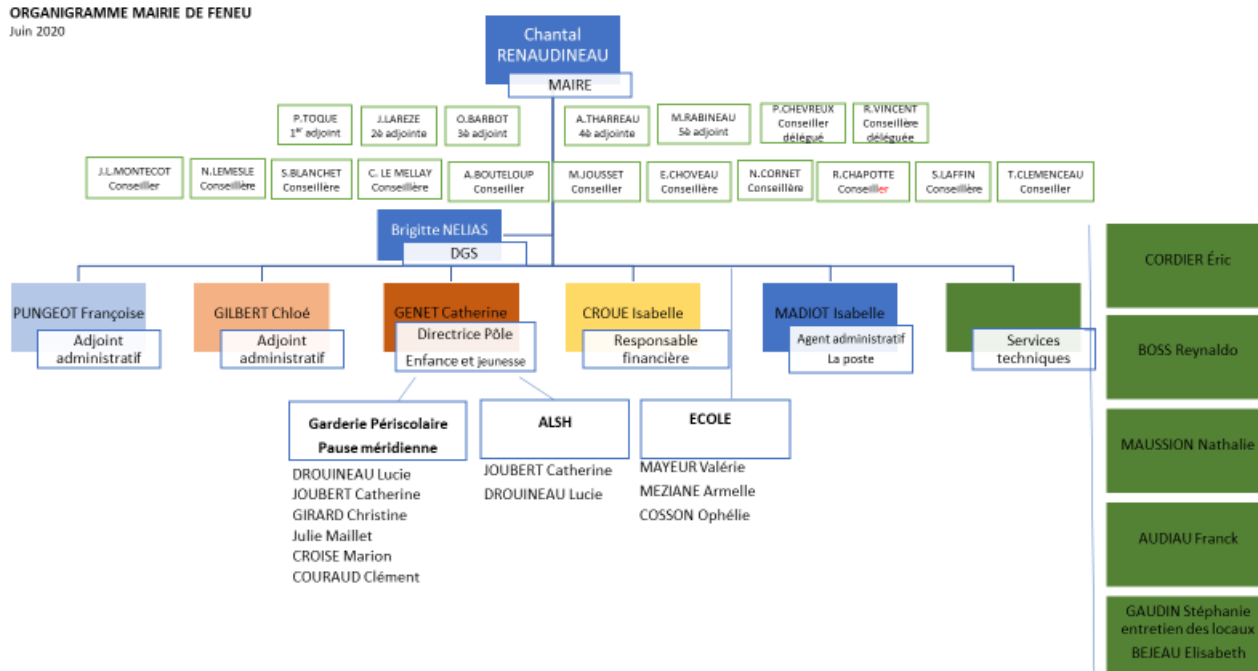 ORGANIGRAMME MAIRIE DE FENEU
Juin 2020
Chantal
RENAUDINEAU
MAIRE
P.TOQUE
1er adjoint
J.LAREZE
2è adjointe
O.BARBOT
3è adjoint
A.THARREAU
4è adjointe
M.RABINEAU
5è adjoint
P.CHEVREUX
Conseiller
délégué
R.VINCENT
Conseillère
déléguée
J.L.MONTECOT
Conseiller
N.LEMESLE
Conseillère
S.BLANCHET
Conseillère
C. LE MELLAY
Conseillère
A.BOUTELOUP
Conseiller
M.JOUSSET
Conseiller
E.CHOVEAU
Conseillère
N.CORNET
Conseillère
R.CHAPOTTE
Conseiller
S.LAFFIN
Conseillère
T.CLEMENCEAU
Conseiller
Brigitte NELIAS
DGS
PUNGEOT Françoise
Adjoint
administratif
GILBERT Chloé
Adjoint
administratif
GENET Catherine
Directrice Pôle
Enfance et jeunesse
CROUE Isabelle
Responsable
financière
MADIOT Isabelle
Agent administratif
La poste
Services
techniques
Garderie Périscolaire
Pause méridienne
DROUINEAU Lucie
JOUBERT Catherine
GIRARD Christine
Julie Maillet
CROISE Marion
COURAUD Clément
ALSH
JOUBERT Catherine
DROUINEAU Lucie
ECOLE
MAYEUR Valérie
MEZIANE Armelle
COSSON Ophélie
CORDIER Éric
BOSS Reynaldo
MAUSSION Nathalie
AUDIAU Franck
GAUDIN Stéphanie
entretien des locaux
BEJEAU Elisabeth